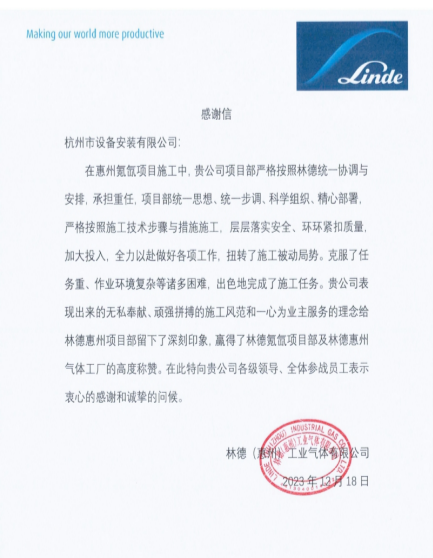 Making our world more productive
Linde
感谢信
杭州市设备安装有限公司:
在惠州氪氙项目施工中, 贵公司项目部严格按照林德统一协调与
安排, 承担重任, 项目部统一思想、统一步调、科学组织、精心部署,
严格按照施工技术步骤与措施施工, 层层落实安全、环环紧扣质量,
加大投入, 全力以赴做好各项工作, 扭转了施工被动局势。克服了任
务重、作业环境复杂等诸多困难, 出色地完成了施工任务。贵公司表
现出来的无私奉献、顽强拼搏的施工风范和一心为业主服务的理念给
林德惠州项目部留下了深刻印象, 赢得了林德氪氙项目部及林德惠州
气体工厂的高度称赞。在此特向贵公司各级领导、全体参战员工表示
衷心的感谢和诚挚的问候。
林德（惠州）工业气体有限公司
2023 年 12 月 18 日
LINDE (HUIZHOU) INDUSTRIAL GAS CO., LTD.